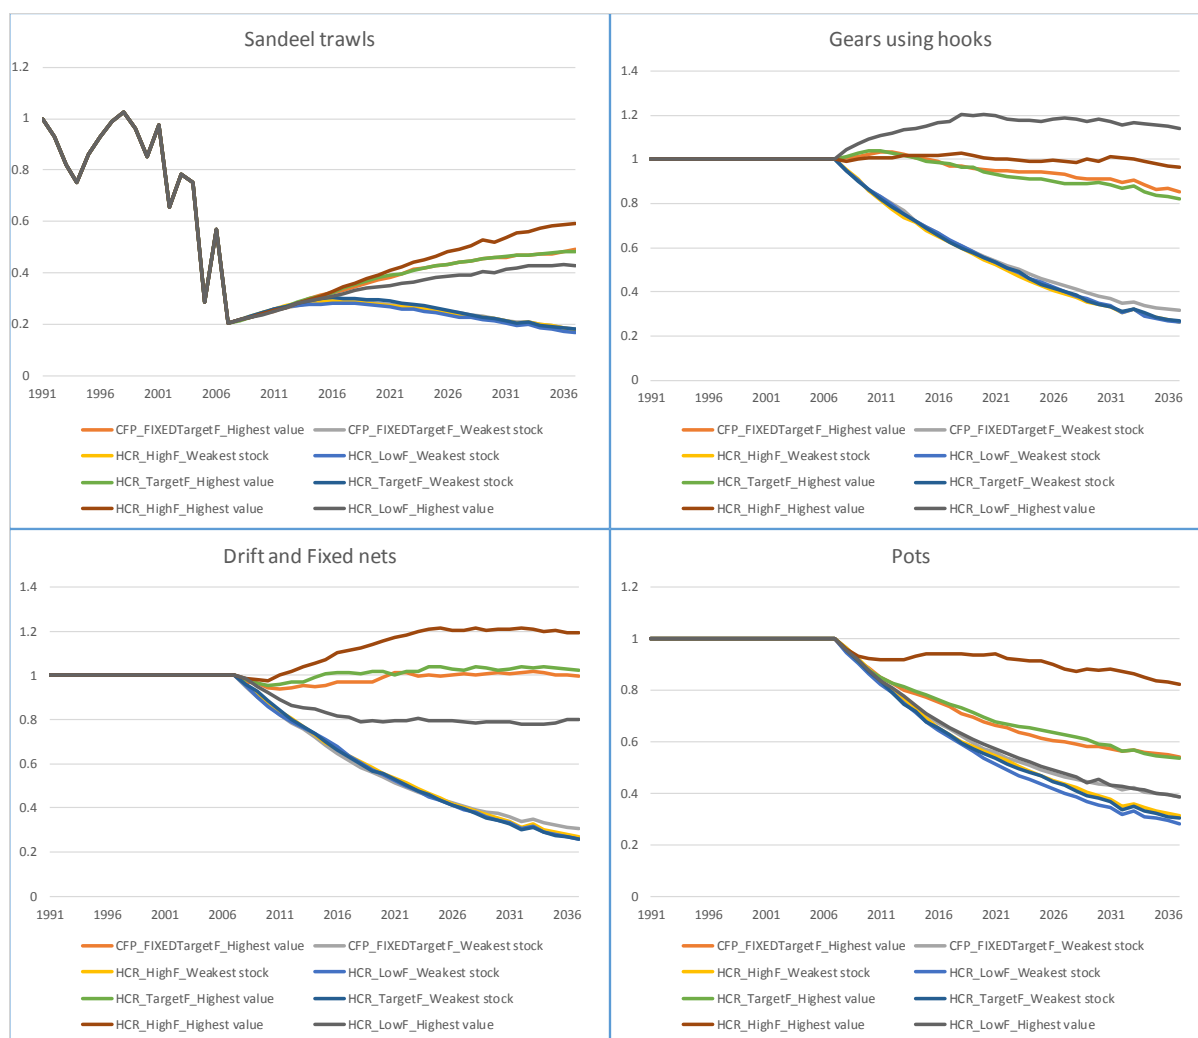 Sandeel trawls
1.2
1
0.8
0.6
0.4
0.2
0
1991 1996 2001 2006 2011 2016 2021 2026 2031 2036
CFP_FIXEDTargetF_Highest value CFP_FIXEDTargetF_Weakest stock
HCR_HighF_Weakest stock HCR_LowF_Weakest stock
HCR_TargetF_Highest value HCR_TargetF_Weakest stock
HCR_HighF_Highest value HCR_LowF_Highest value
Gears using hooks
1.4
1.2
1
0.8
0.6
0.4
0.2
0
1991 1996 2001 2006 2011 2016 2021 2026 2031 2036
CFP_FIXEDTargetF_Highest value CFP_FIXEDTargetF_Weakest stock
HCR_HighF_Weakest stock HCR_LowF_Weakest stock
HCR_TargetF_Highest value HCR_TargetF_Weakest stock
HCR_HighF_Highest value HCR_LowF_Highest value
Drift and Fixed nets
1.4
1.2
1
0.8
0.6
0.4
0.2
0
1991 1996 2001 2006 2011 2016 2021 2026 2031 2036
CFP_FIXEDTargetF_Highest value CFP_FIXEDTargetF_Weakest stock
HCR_HighF_Weakest stock HCR_LowF_Weakest stock
HCR_TargetF_Highest value HCR_TargetF_Weakest stock
HCR_HighF_Highest value HCR_LowF_Highest value
Pots
1.2
1
0.8
0.6
0.4
0.2
0
1991 1996 2001 2006 2011 2016 2021 2026 2031 2036
CFP_FIXEDTargetF_Highest value CFP_FIXEDTargetF_Weakest stock
HCR_HighF_Weakest stock HCR_LowF_Weakest stock
HCR_TargetF_Highest value HCR_TargetF_Weakest stock
HCR_HighF_Highest value HCR_LowF_Highest value